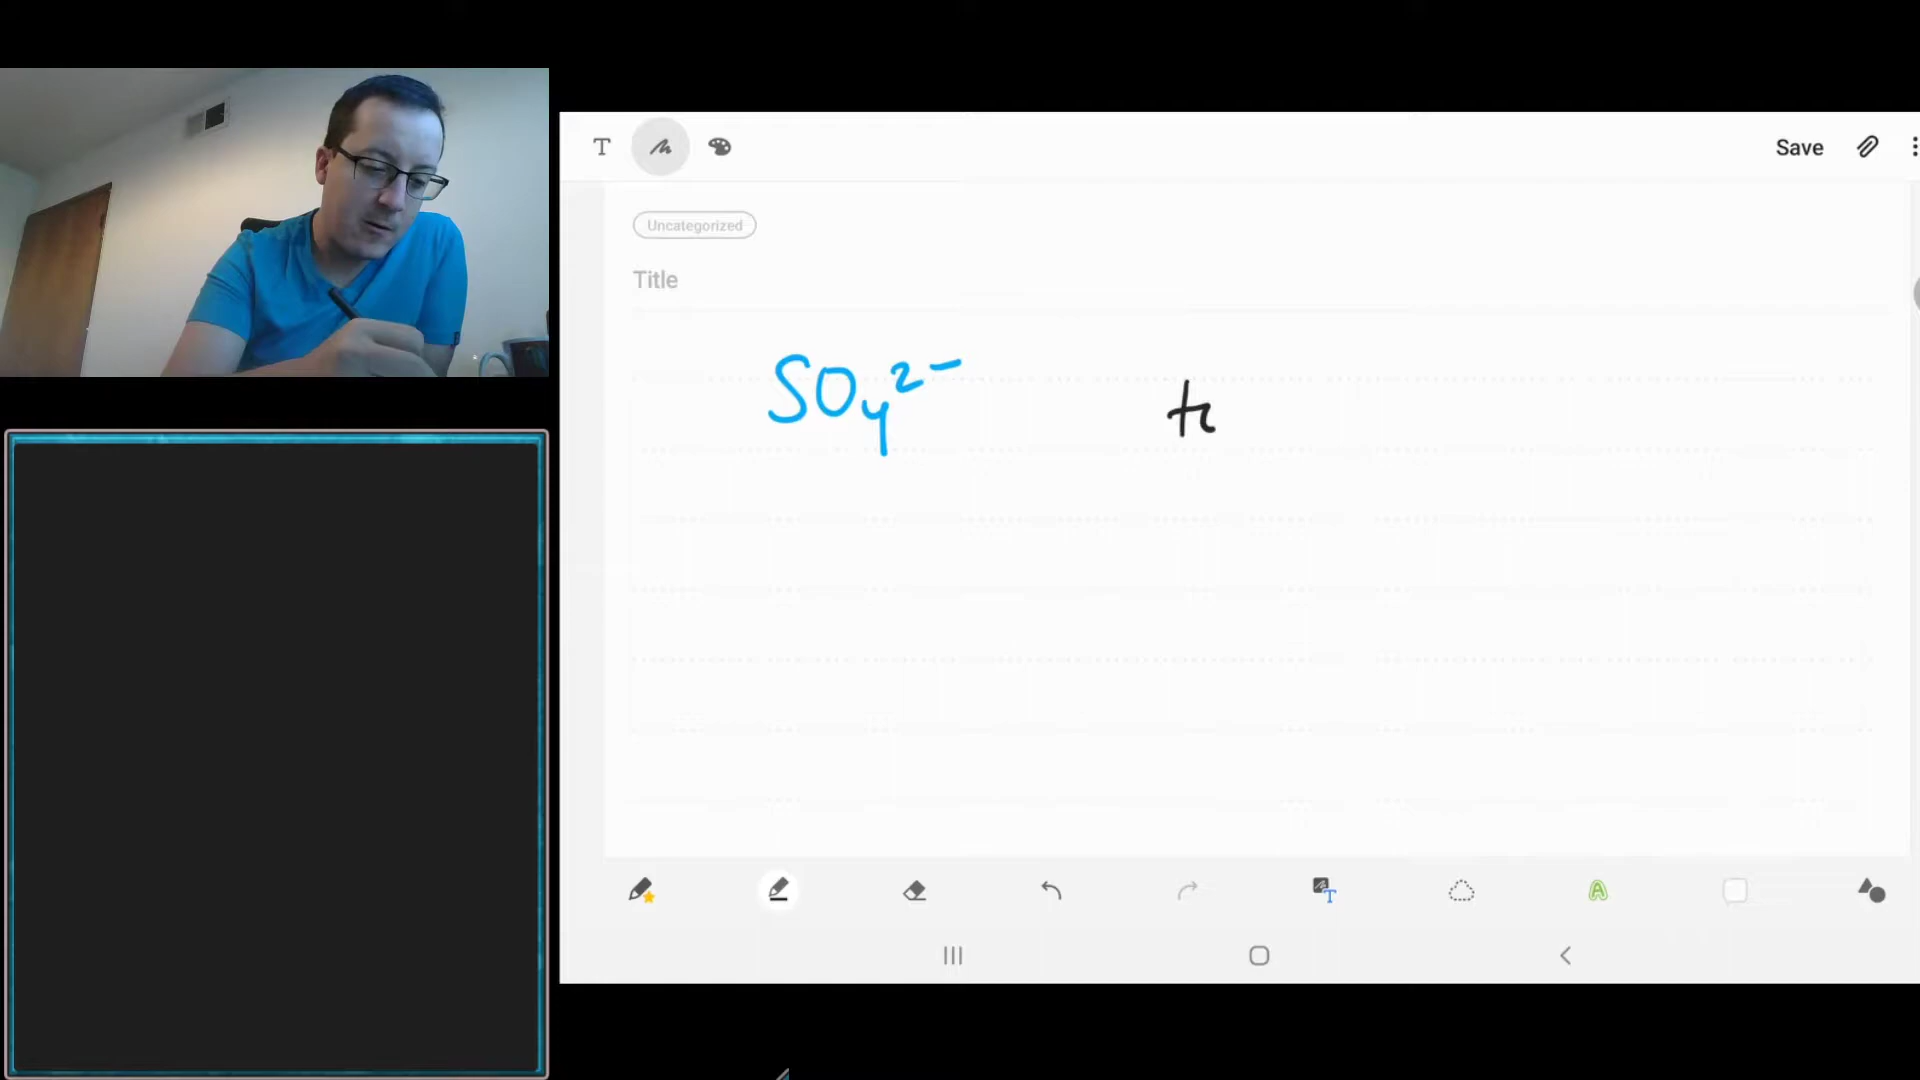 T
Save
Uncategorized
Title
SO₄²⁻